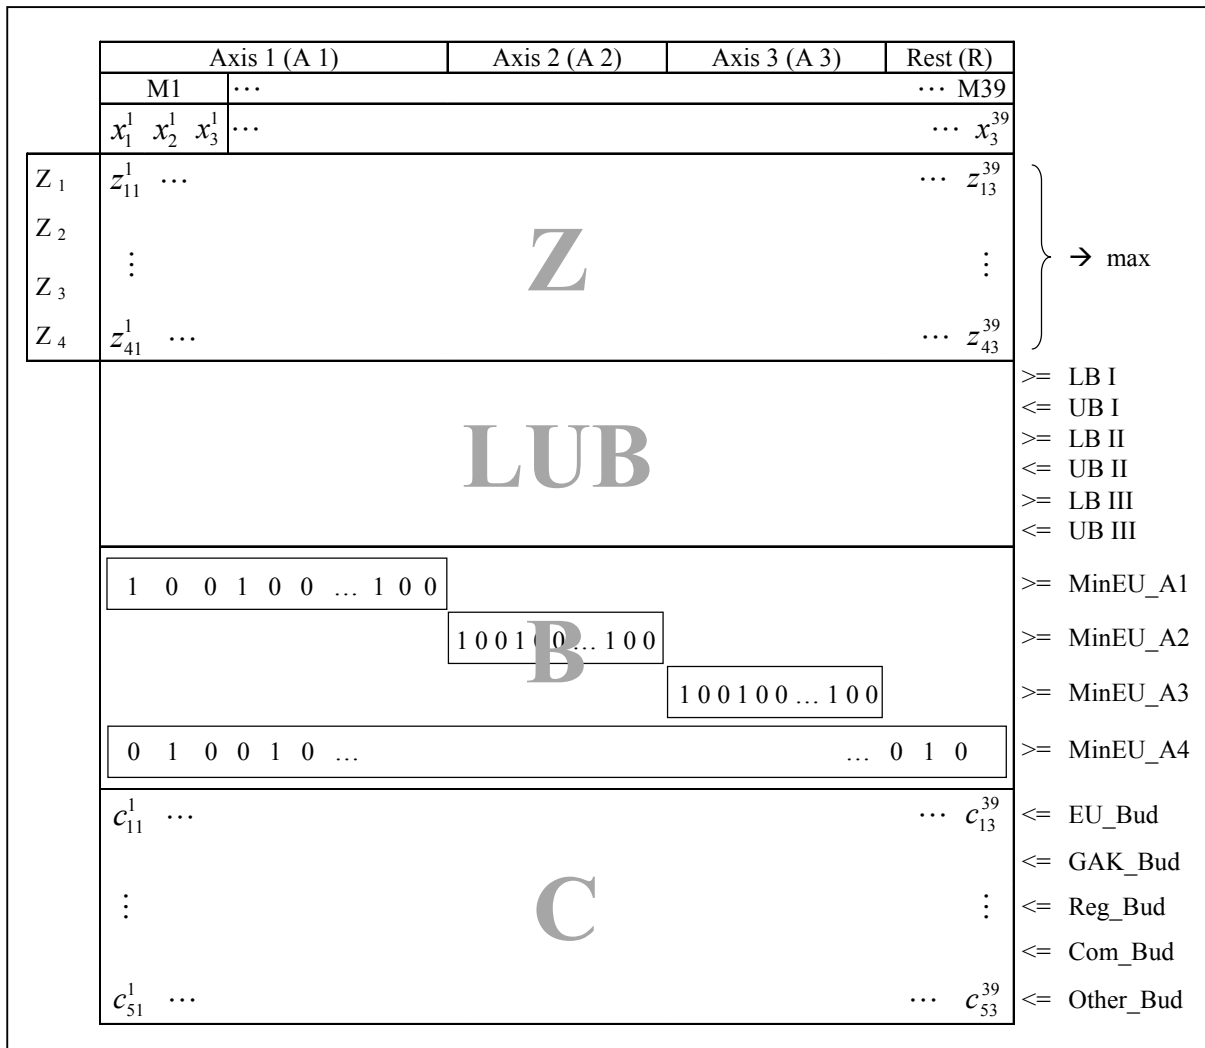 Axis 1 (A 1) Axis 2 (A 2) Axis 3 (A 3) Rest (R)
M1 ⋯ ⋯ M39
x₁¹ x₂¹ x₃¹ ⋯ ⋯ x₃³⁹
Z ₁ z₁₁¹ ⋯ ⋯ z₁₃³⁹
Z ₂
Z → max
⋮ ⋮
Z ₃
Z ₄ z₄₁¹ ⋯ ⋯ z₄₃³⁹
>= LB I
<= UB I
>= LB II
LUB
<= UB II
>= LB III
<= UB III
1 0 0 1 0 0 … 1 0 0 >= MinEU_A1
1 0 0 1 0 0 … 1 0 0 >= MinEU_A2
B
1 0 0 1 0 0 … 1 0 0 >= MinEU_A3
0 1 0 0 1 0 … … 0 1 0 >= MinEU_A4
c₁₁¹ ⋯ ⋯ c₁₃³⁹ <= EU_Bud
<= GAK_Bud
⋮ C ⋮ <= Reg_Bud
<= Com_Bud
c₅₁¹ ⋯ ⋯ c₅₃³⁹ <= Other_Bud